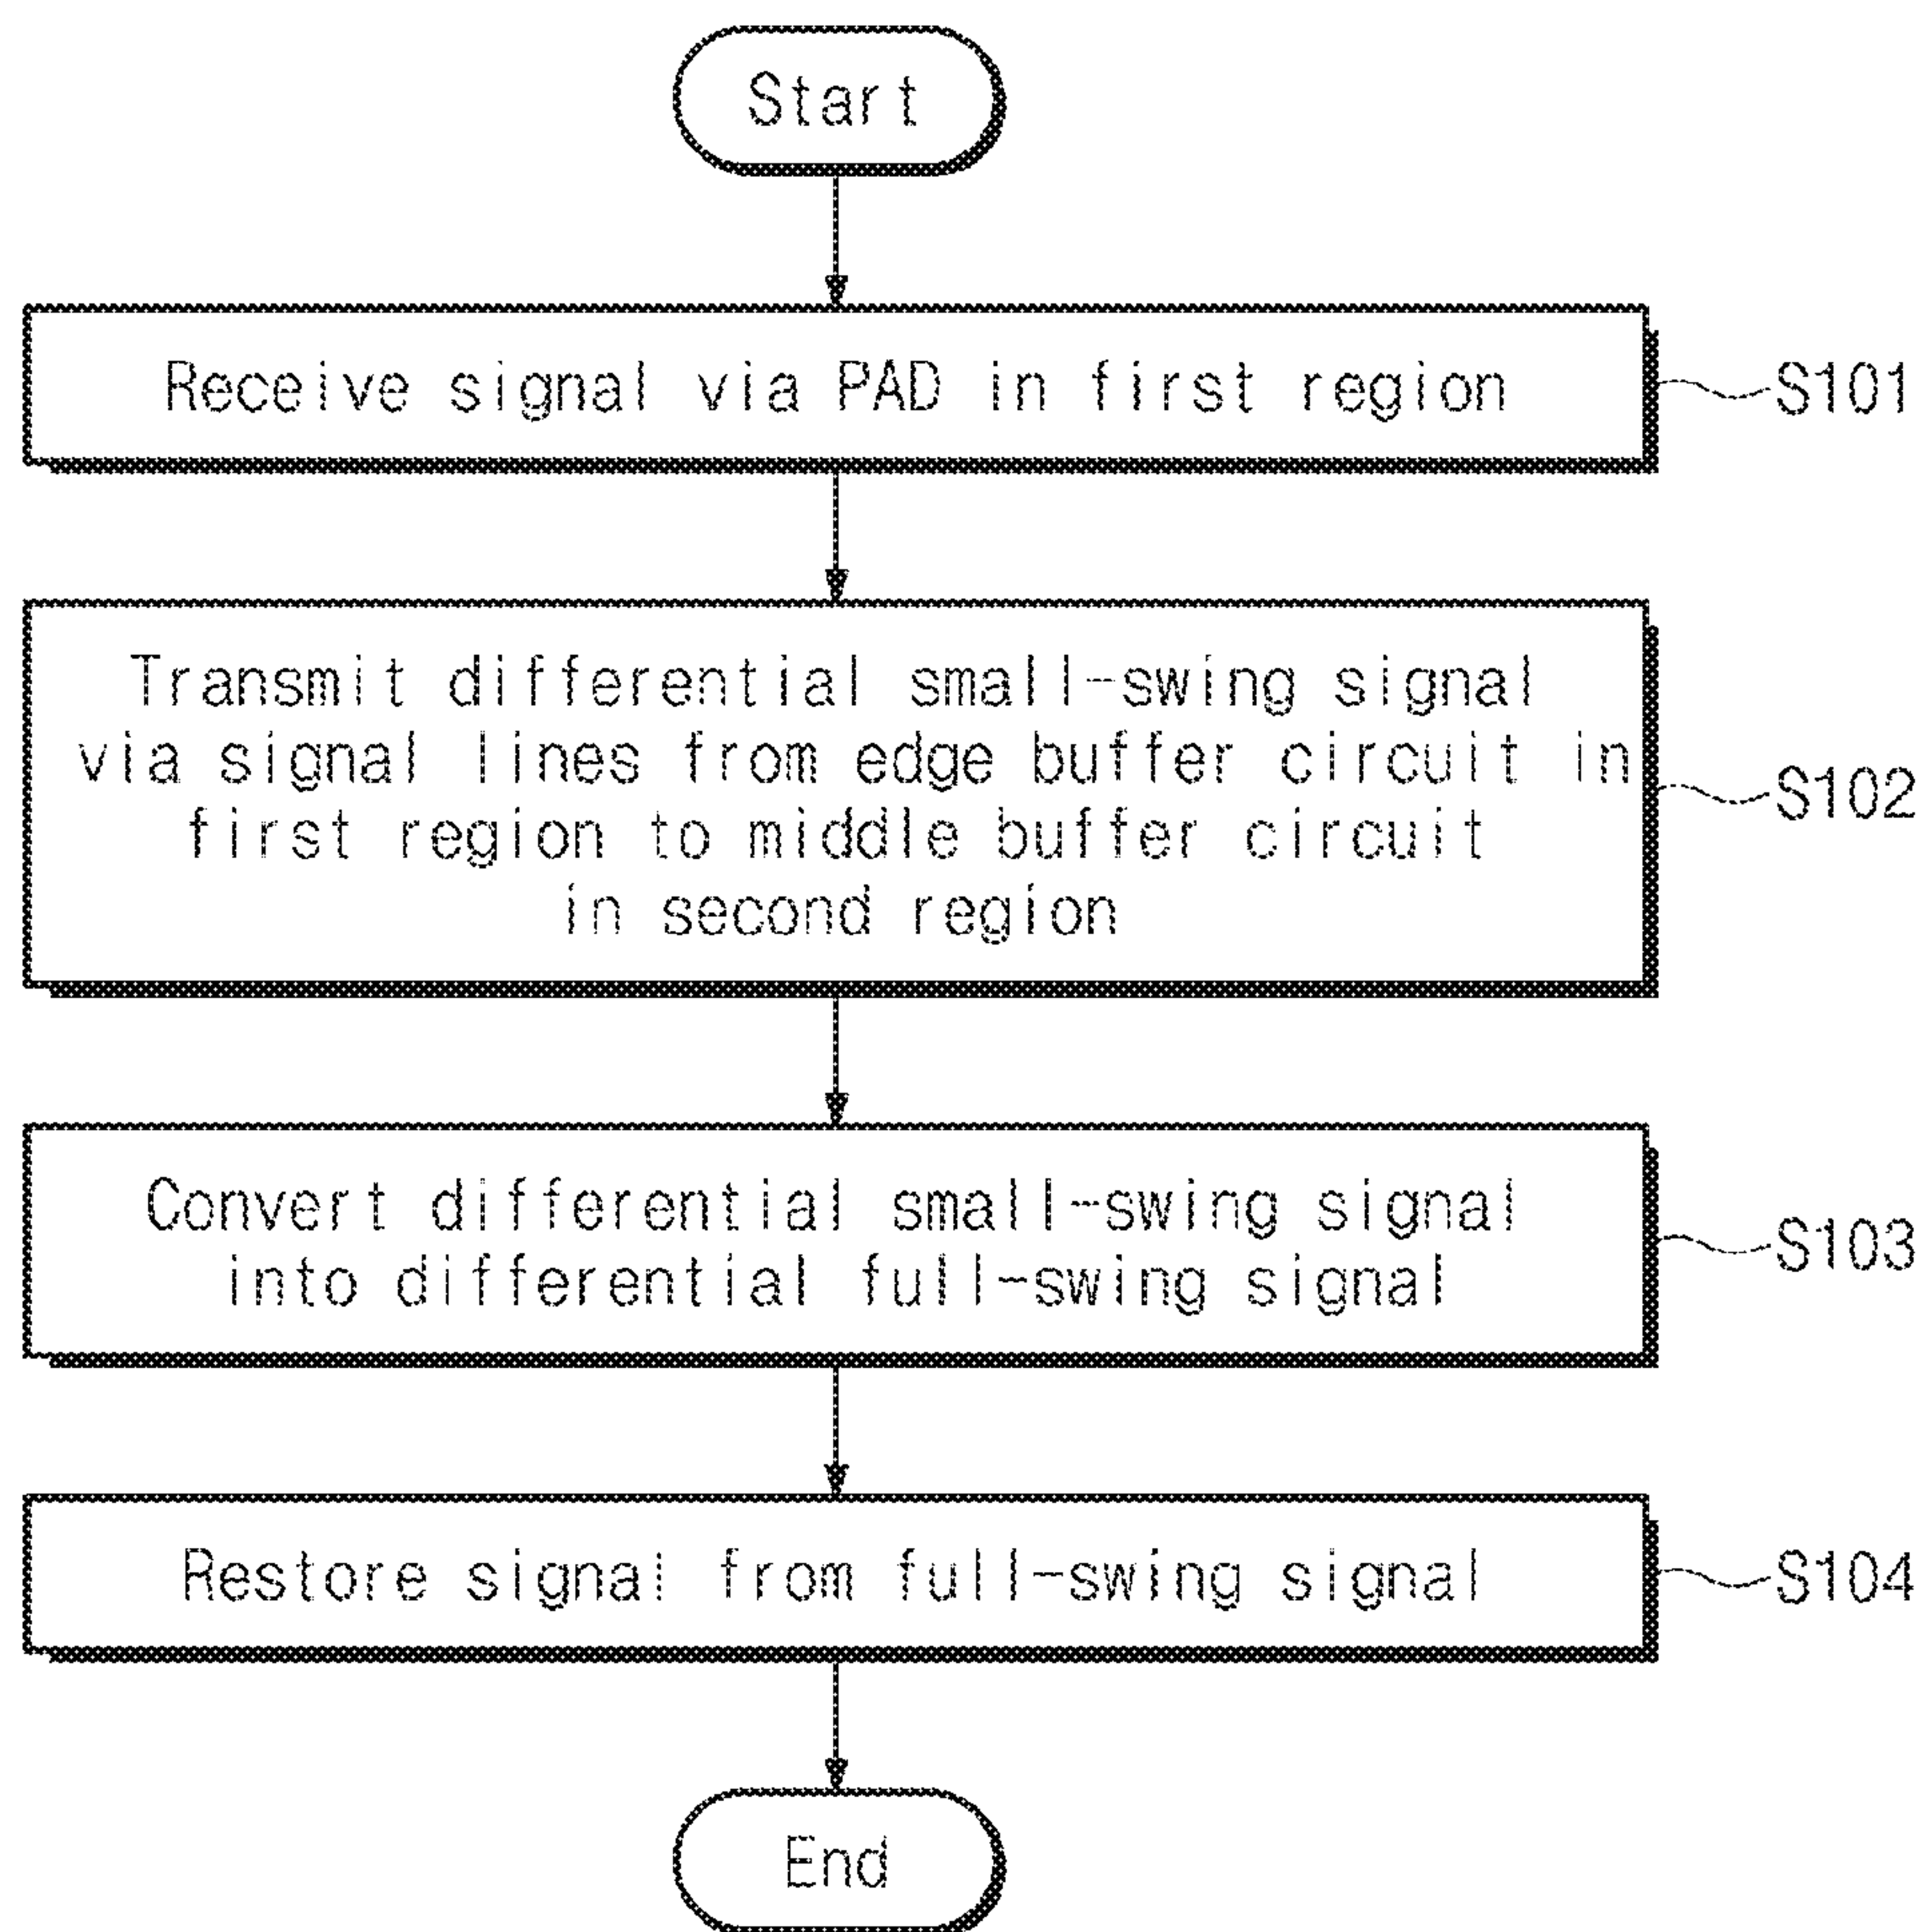 Start
Receive signal via PAD in first region
S101
Transmit differential small-swing signal
via signal lines from edge buffer circuit in
first region to middle buffer circuit
in second region
S102
Convert differential small-swing signal
into differential full-swing signal
S103
Restore signal from full-swing signal
S104
End